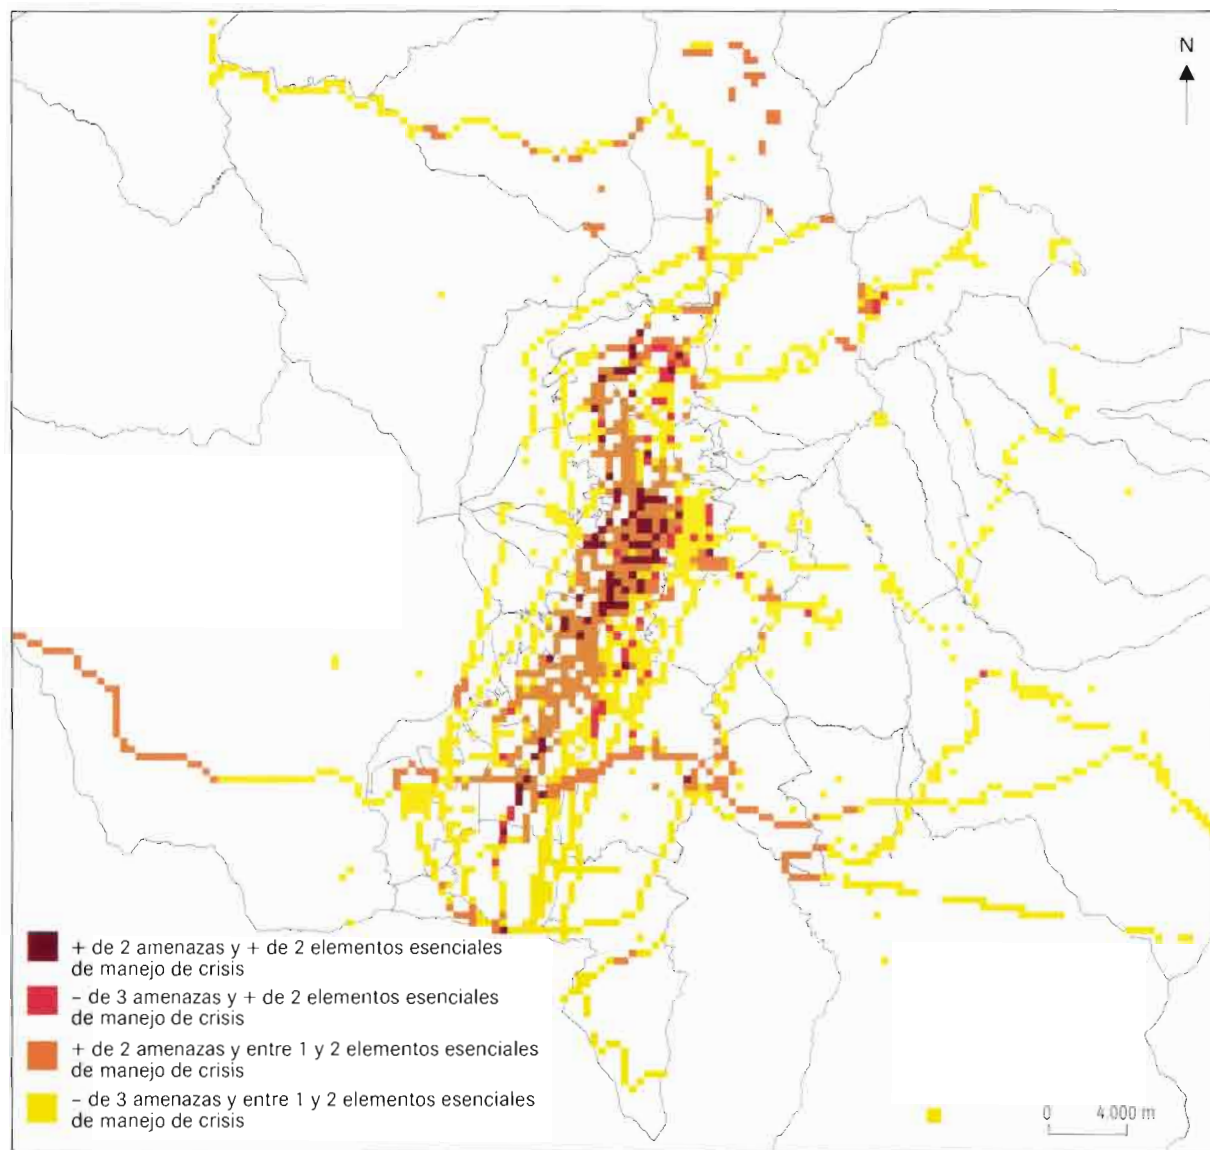 N
+ de 2 amenazas y + de 2 elementos esenciales
de manejo de crisis
– de 3 amenazas y + de 2 elementos esenciales
de manejo de crisis
+ de 2 amenazas y entre 1 y 2 elementos esenciales
de manejo de crisis
– de 3 amenazas y entre 1 y 2 elementos esenciales
de manejo de crisis
0 4.000 m